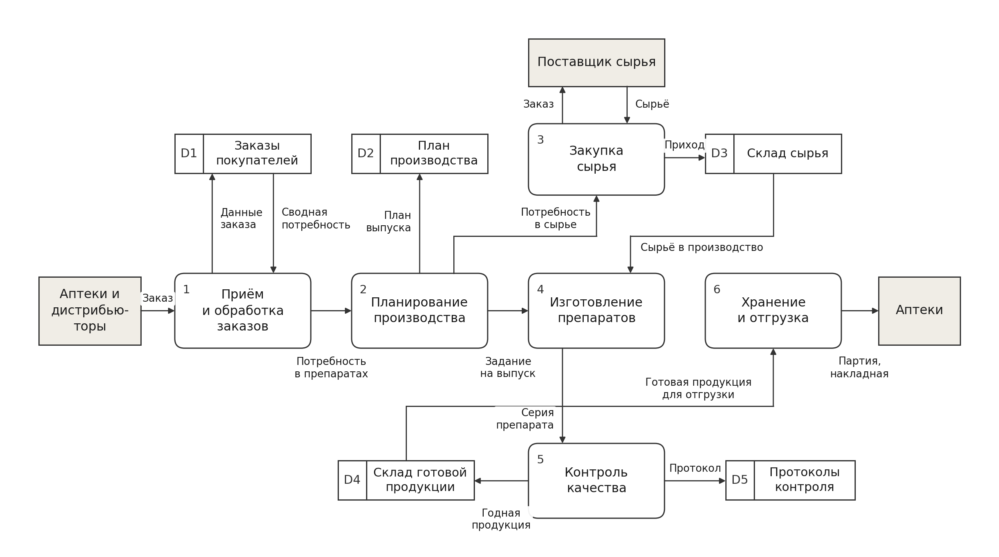 Поставщик сырья
Заказ
Сырьё
3
Закупка
сырья
Приход
D1
Заказы
покупателей
D2
План
производства
D3
Склад сырья
Данные
заказа
Сводная
потребность
План
выпуска
Потребность
в сырье
Сырьё в производство
Аптеки и
дистрибью-
торы
Заказ
1
Приём
и обработка
заказов
2
Планирование
производства
4
Изготовление
препаратов
6
Хранение
и отгрузка
Аптеки
Потребность
в препаратах
Задание
на выпуск
Партия,
накладная
Готовая продукция
для отгрузки
Серия
препарата
D4
Склад готовой
продукции
5
Контроль
качества
Протокол
D5
Протоколы
контроля
Годная
продукция